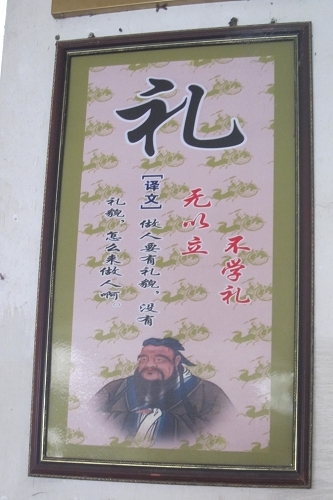 礼
不学礼
无以立
【译文】做人要有礼貌、没有
礼貌、怎么来做人啊。